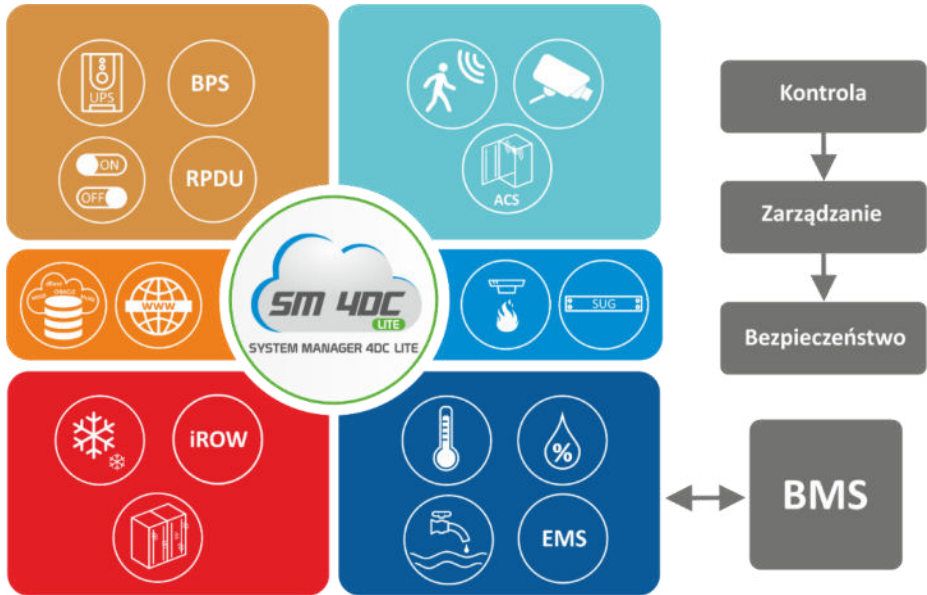 UPS
BPS
ON
OFF
RPDU
ACS
WWW
SM 4DC
LITE
SYSTEM MANAGER 4DC LITE
SUG
iROW
%
EMS
Kontrola
Zarządzanie
Bezpieczeństwo
BMS